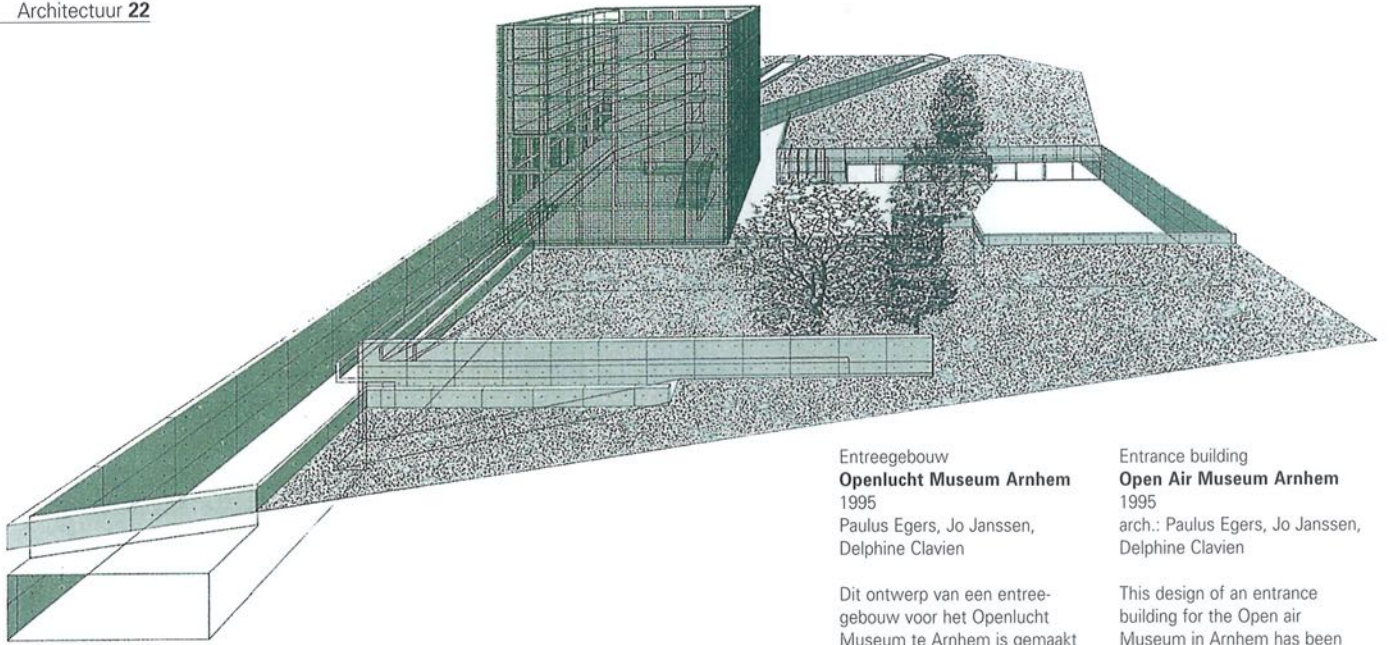 Architectuur 22
Entreegebouw
Openlucht Museum Arnhem
1995
Paulus Egers, Jo Janssen,
Delphine Clavien
Dit ontwerp van een entree-
gebouw voor het Openlucht
Museum te Arnhem is gemaakt
Entrance building
Open Air Museum Arnhem
1995
arch.: Paulus Egers, Jo Janssen,
Delphine Clavien
This design of an entrance
building for the Open air
Museum in Arnhem has been